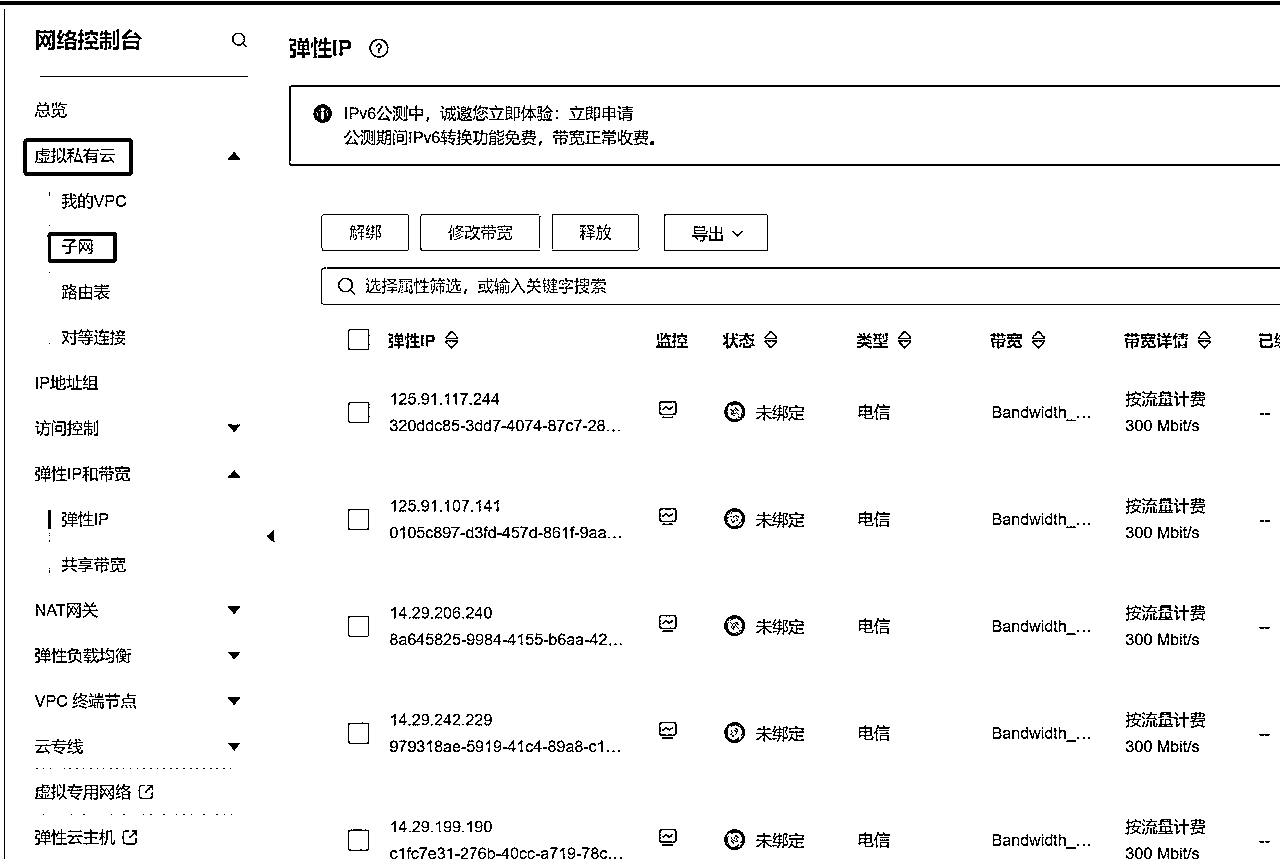 网络控制台
总览
虚拟私有云
我的VPC
子网
路由表
对等连接
IP地址组
访问控制
弹性IP和带宽
弹性IP
共享带宽
NAT网关
弹性负载均衡
VPC 终端节点
云专线
虚拟专用网络
弹性云主机
弹性IP
IPv6公测中，诚邀您立即体验：立即申请
公测期间IPv6转换功能免费，带宽正常收费。
解绑 修改带宽 释放 导出
选择属性筛选，或输入关键字搜索
弹性IP 监控 状态 类型 带宽 带宽详情 已
125.91.117.244
320ddc85-3dd7-4074-87c7-28... 未绑定 电信 Bandwidth_... 按流量计费
300 Mbit/s --
125.91.107.141
0105c897-d3fd-457d-861f-9aa... 未绑定 电信 Bandwidth_... 按流量计费
300 Mbit/s --
14.29.206.240
8a645825-9984-4155-b6aa-42... 未绑定 电信 Bandwidth_... 按流量计费
300 Mbit/s --
14.29.242.229
979318ae-5919-41c4-89a8-c1... 未绑定 电信 Bandwidth_... 按流量计费
300 Mbit/s --
14.29.199.190
c1fc7e31-276b-40cc-a719-78c... 未绑定 电信 Bandwidth_... 按流量计费
300 Mbit/s --